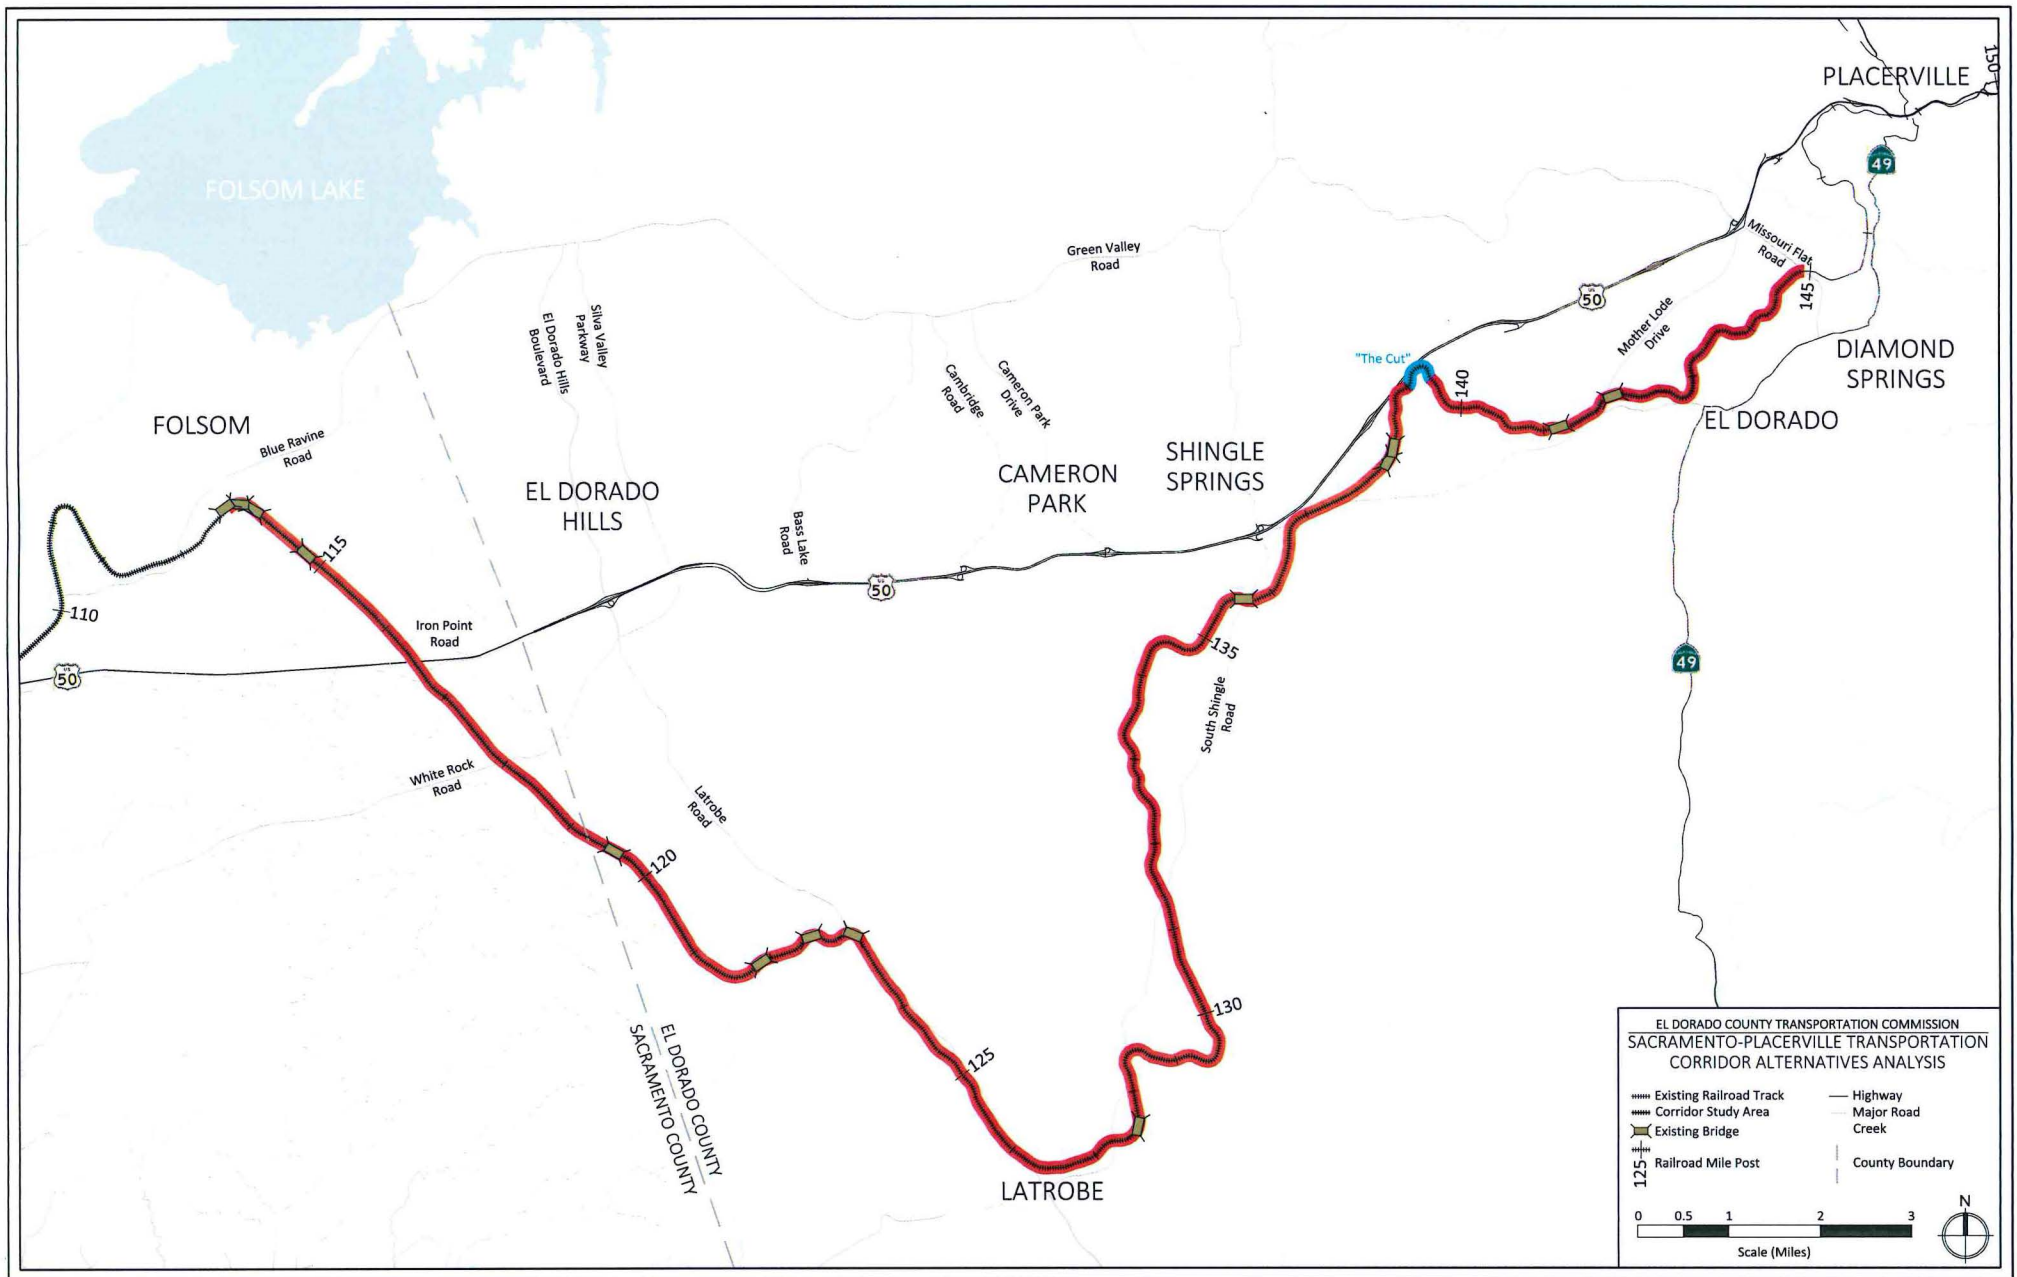 150
PLACERVILLE
49
FOLSOM LAKE
Missouri Flat
Road
Green Valley
Road
145
US
50
Silva Valley
Parkway
El Dorado Hills
Boulevard
Mother Lode
Drive
DIAMOND
SPRINGS
"The Cut"
Cameron Park
Drive
Cambridge
Road
140
EL DORADO
FOLSOM
Blue Ravine
Road
SHINGLE
SPRINGS
CAMERON
PARK
EL DORADO
HILLS
Bass Lake
Road
115
US
50
110
Iron Point
Road
135
US
50
49
South Shingle
Road
White Rock
Road
Latrobe
Road
120
130
125
EL DORADO COUNTY
SACRAMENTO COUNTY
LATROBE
EL DORADO COUNTY TRANSPORTATION COMMISSION
SACRAMENTO-PLACERVILLE TRANSPORTATION
CORRIDOR ALTERNATIVES ANALYSIS
Existing Railroad Track
Corridor Study Area
Existing Bridge
125
Railroad Mile Post
Highway
Major Road
Creek
County Boundary
0 0.5 1 2 3
Scale (Miles)
N